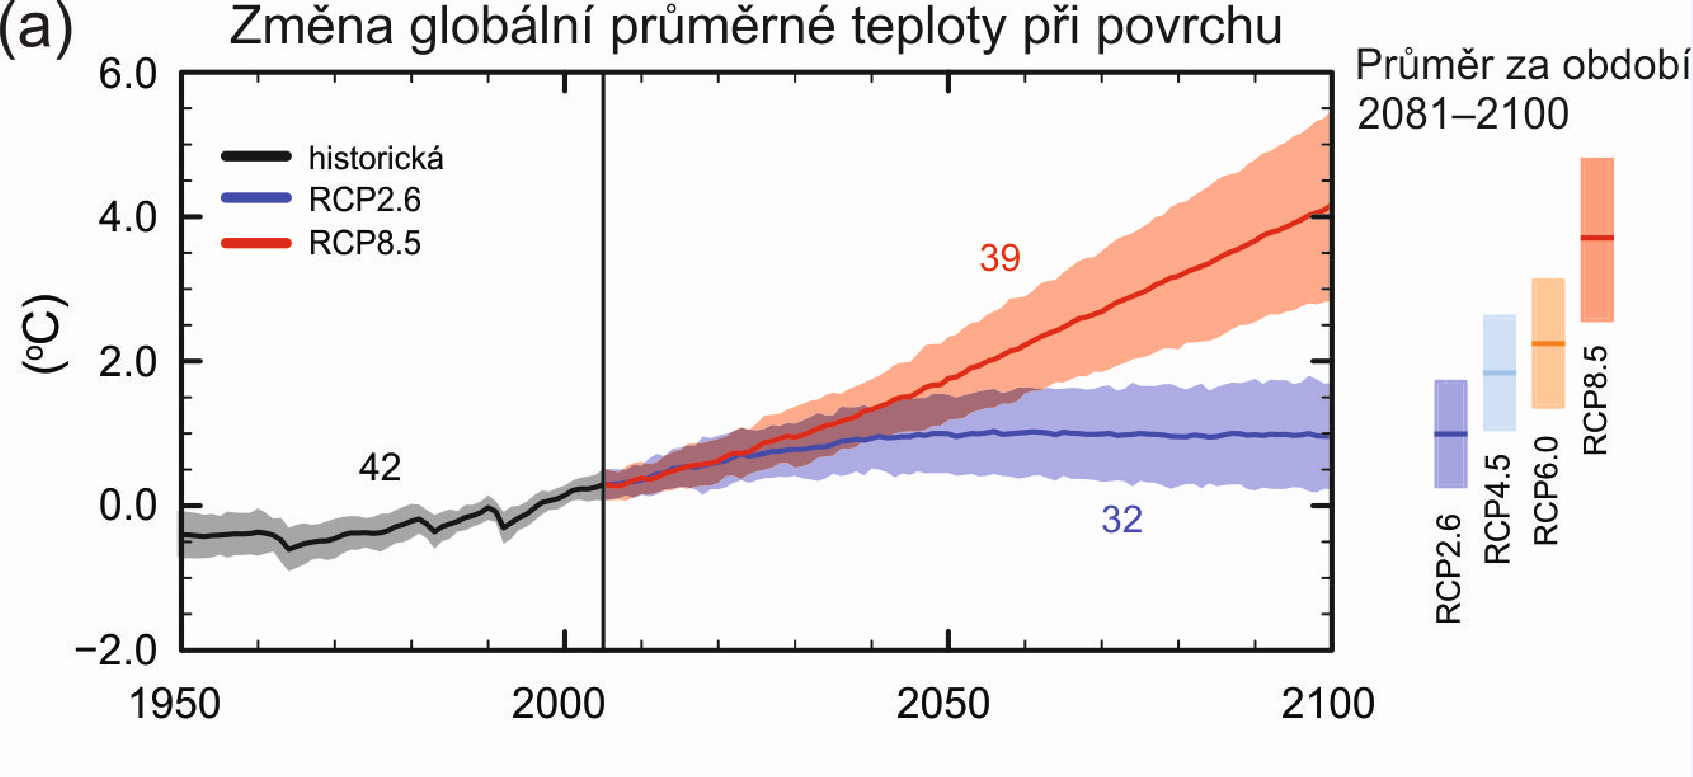 (a)
Změna globální průměrné teploty při povrchu
Průměr za období
2081–2100
6.0
4.0
2.0
0.0
−2.0
(ºC)
historická
RCP2.6
RCP8.5
42
39
32
1950
2000
2050
2100
RCP2.6
RCP4.5
RCP6.0
RCP8.5